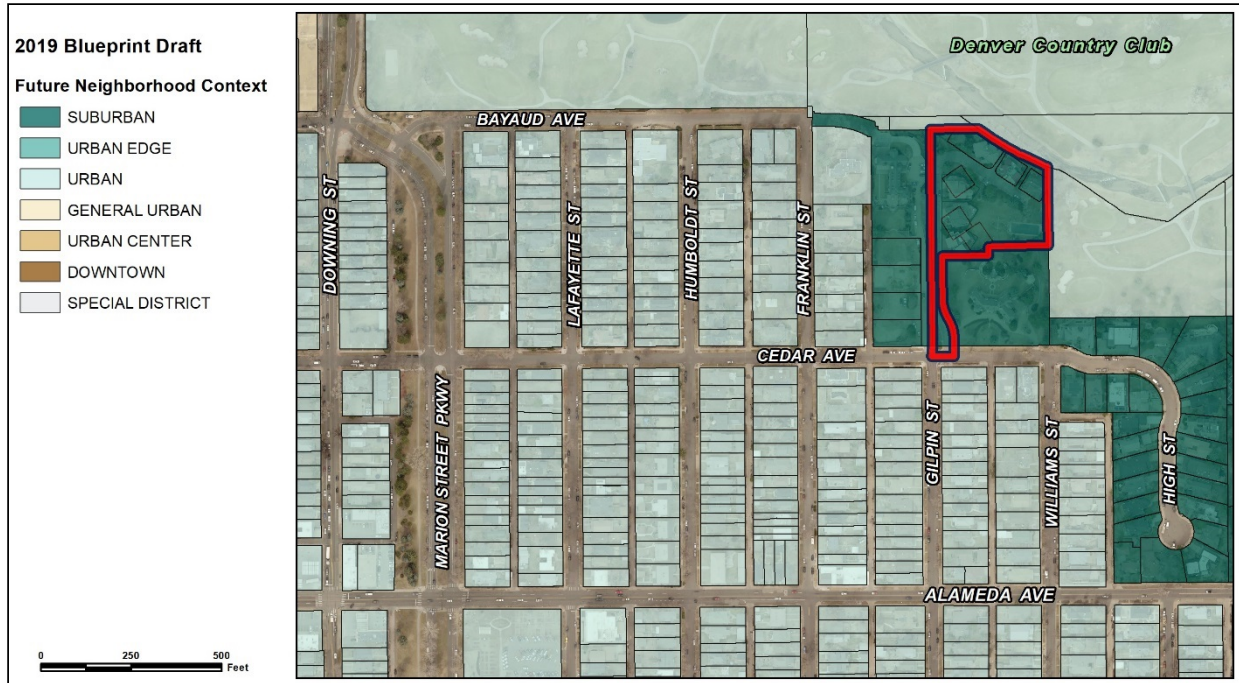 2019 Blueprint Draft
Future Neighborhood Context
SUBURBAN
URBAN EDGE
URBAN
GENERAL URBAN
URBAN CENTER
DOWNTOWN
SPECIAL DISTRICT
0 250 500
Feet
Denver Country Club
BAYAUD AVE
DOWNING ST
MARION STREET PKWY
LAFAYETTE ST
HUMBOLDT ST
FRANKLIN ST
CEDAR AVE
GILPIN ST
WILLIAMS ST
HIGH ST
ALAMEDA AVE